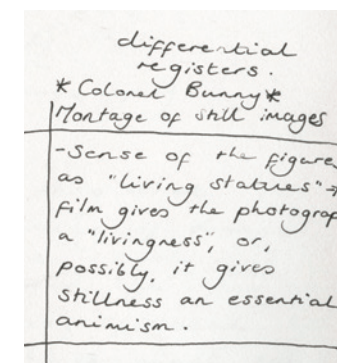 differential
registers.
*Colonel Bunny*
Montage of still images
- Sense of the figure
as "living statues" →
film gives the photograp
a "livingness", or,
possibly, it gives
stillness an essential
animism.